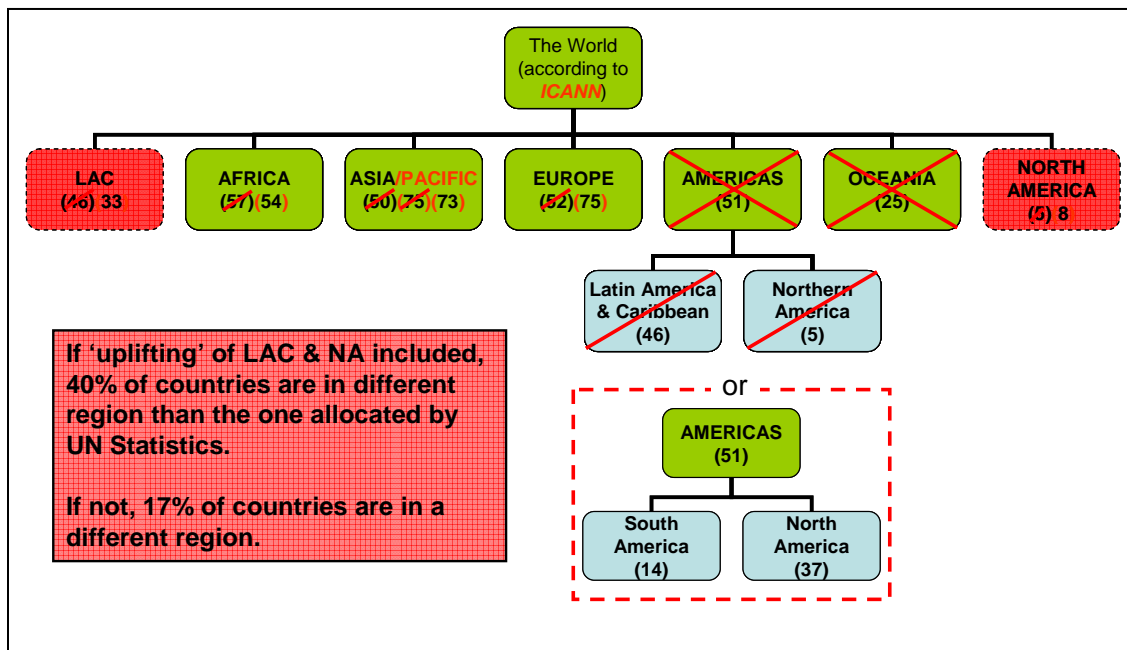 The World
(according to
ICANN)
LAC
(46) 33
AFRICA
(57)(54)
ASIA/PACIFIC
(50)(75)(73)
EUROPE
(52)(75)
AMERICAS
(51)
OCEANIA
(25)
NORTH
AMERICA
(5) 8
Latin America
& Caribbean
(46)
Northern
America
(5)
If ‘uplifting’ of LAC & NA included,
40% of countries are in different
region than the one allocated by
UN Statistics.
If not, 17% of countries are in a
different region.
or
AMERICAS
(51)
South
America
(14)
North
America
(37)